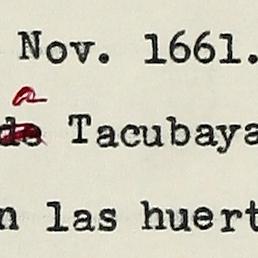 Nov. 1661.
a
de Tacubaya
n las huert